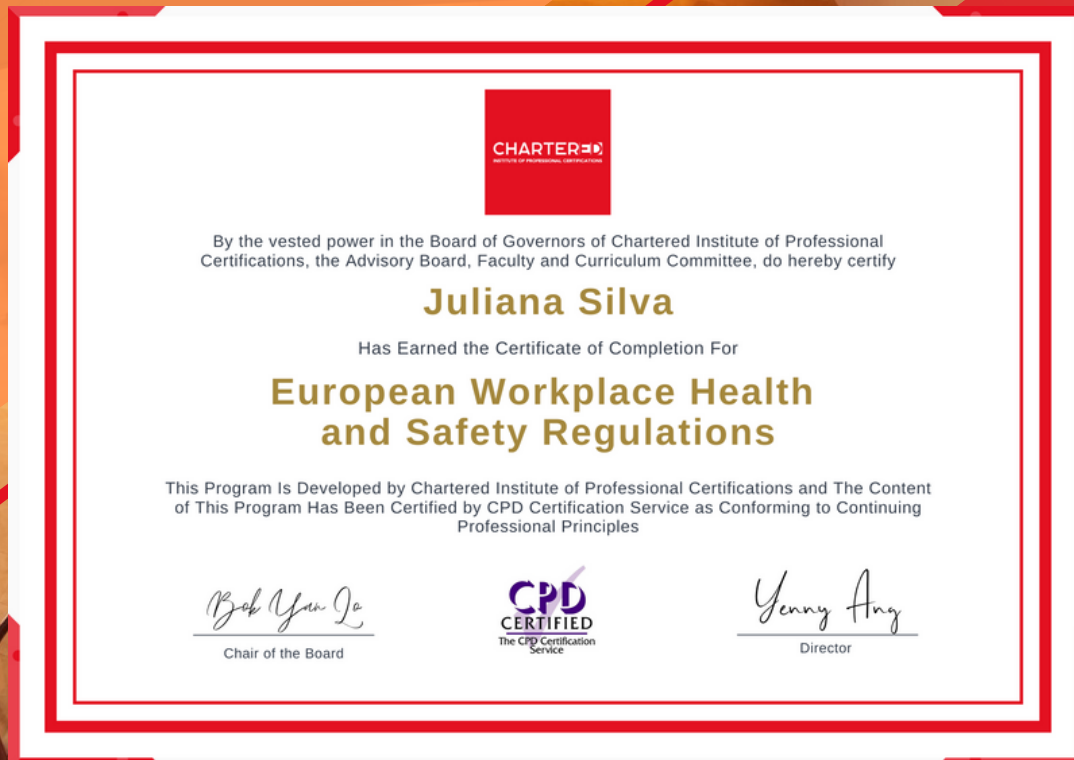 CHARTERED
INSTITUTE OF PROFESSIONAL CERTIFICATIONS
By the vested power in the Board of Governors of Chartered Institute of Professional
Certifications, the Advisory Board, Faculty and Curriculum Committee, do hereby certify
Juliana Silva
Has Earned the Certificate of Completion For
European Workplace Health
and Safety Regulations
This Program Is Developed by Chartered Institute of Professional Certifications and The Content
of This Program Has Been Certified by CPD Certification Service as Conforming to Continuing
Professional Principles
Bok Yan Lo
Yenny Ang
CPD
CERTIFIED
The CPD Certification
Service
Chair of the Board
Director